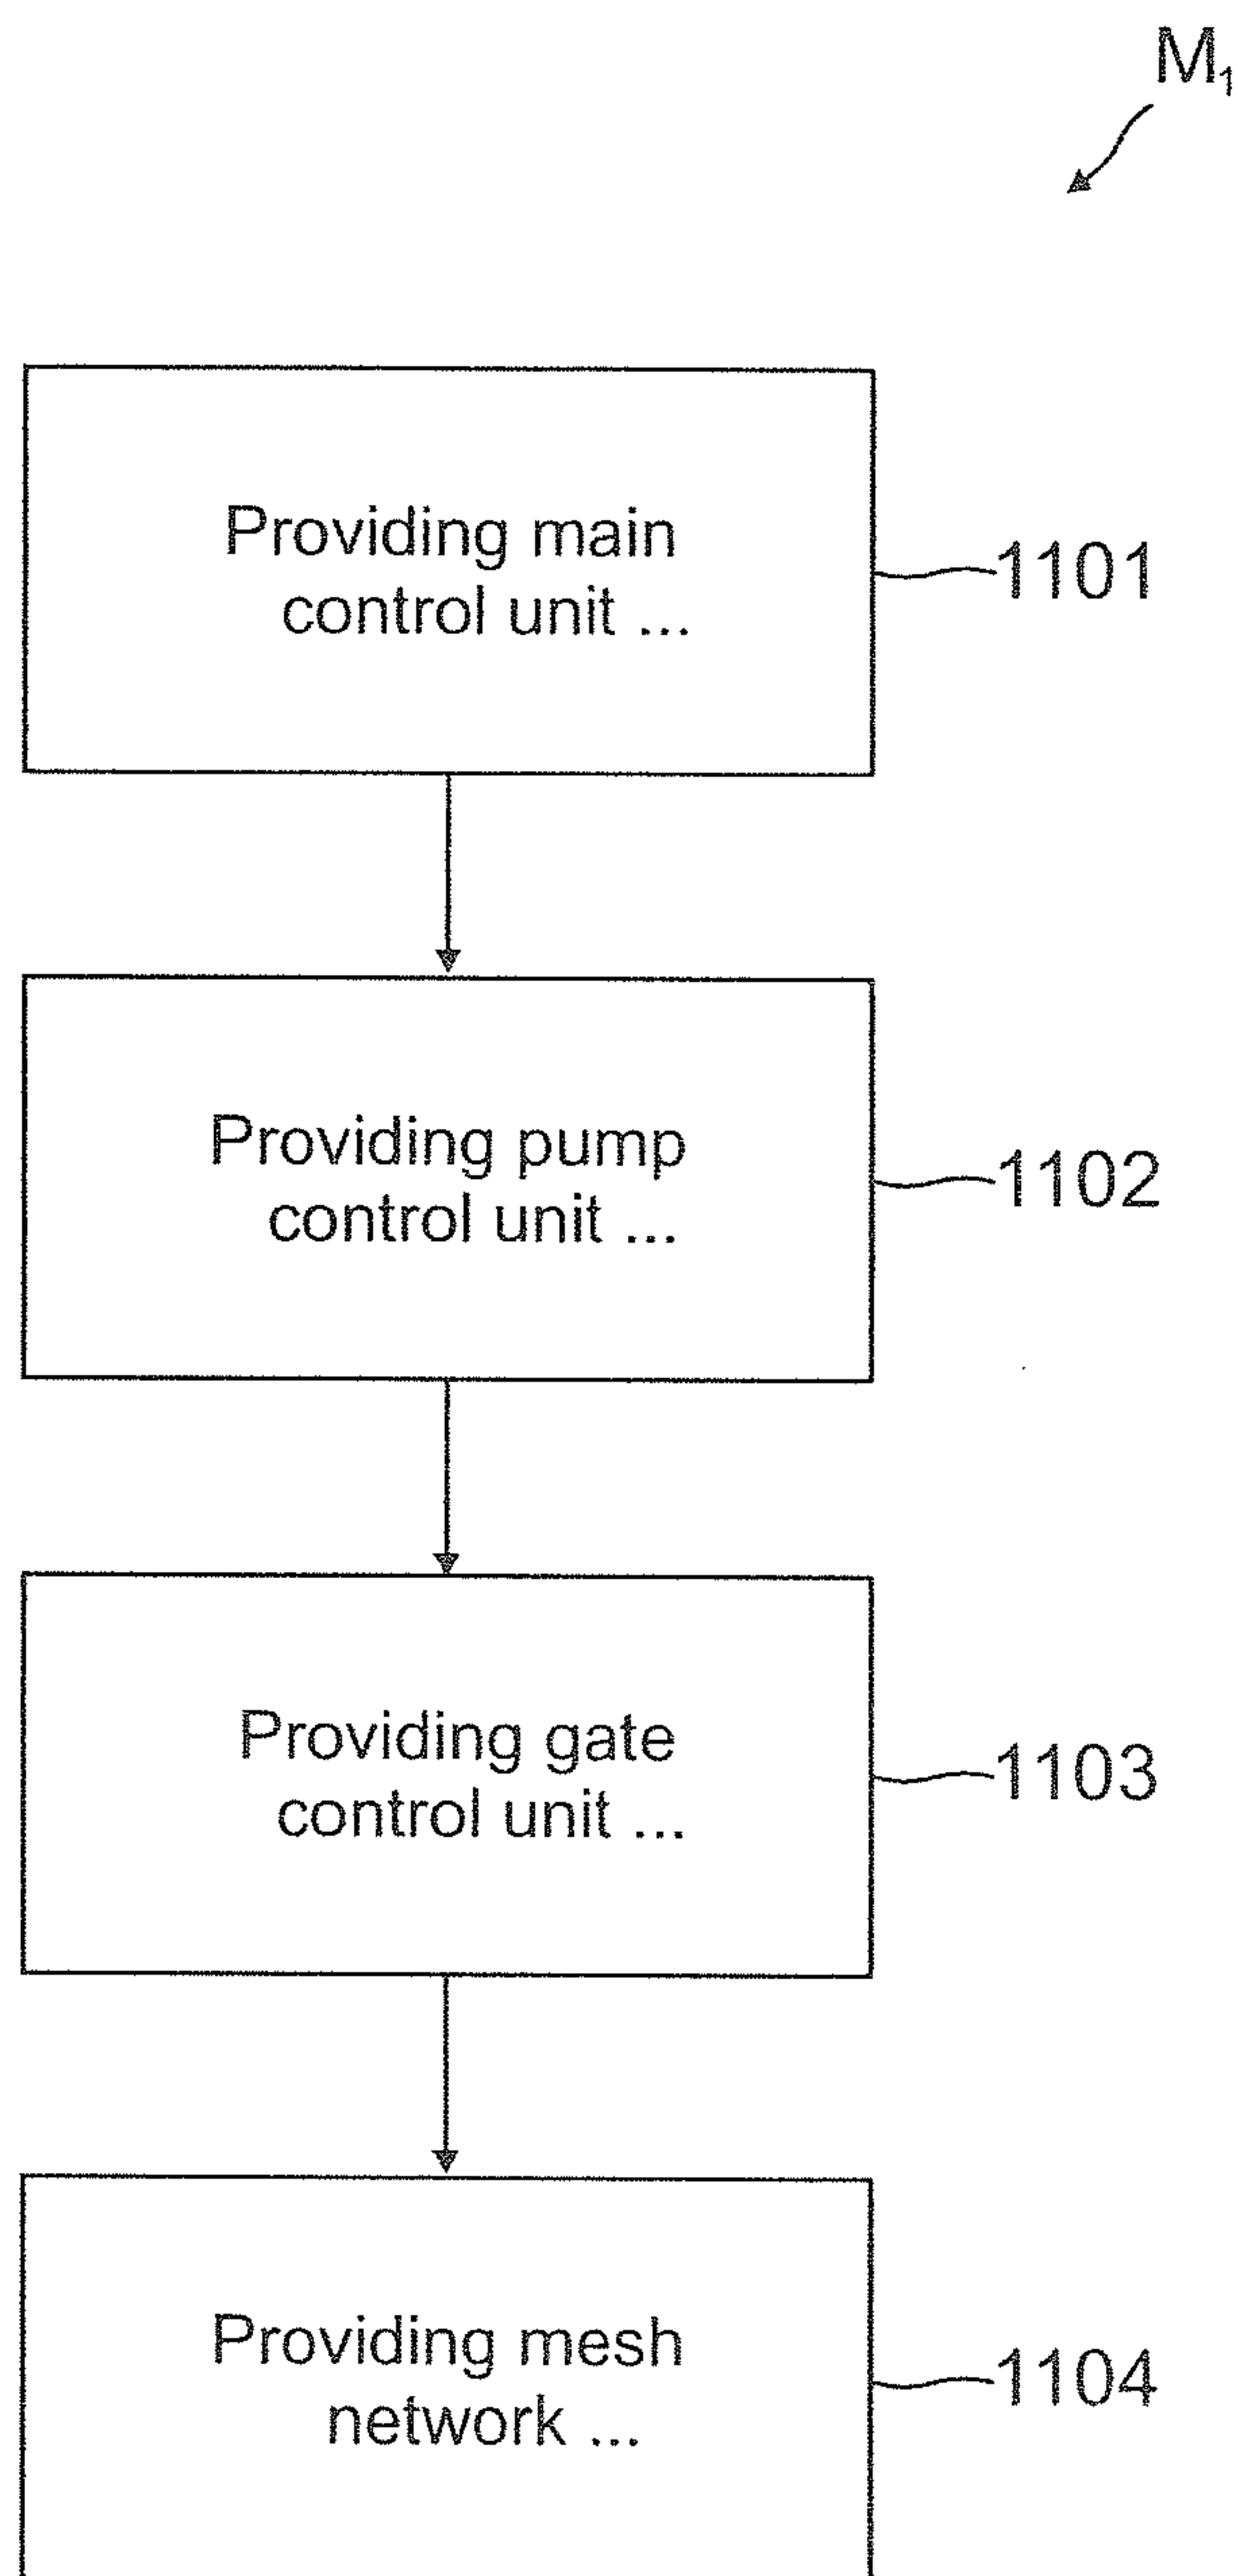 M₁
Providing main
control unit ...
1101
Providing pump
control unit ...
1102
Providing gate
control unit ...
1103
Providing mesh
network ...
1104